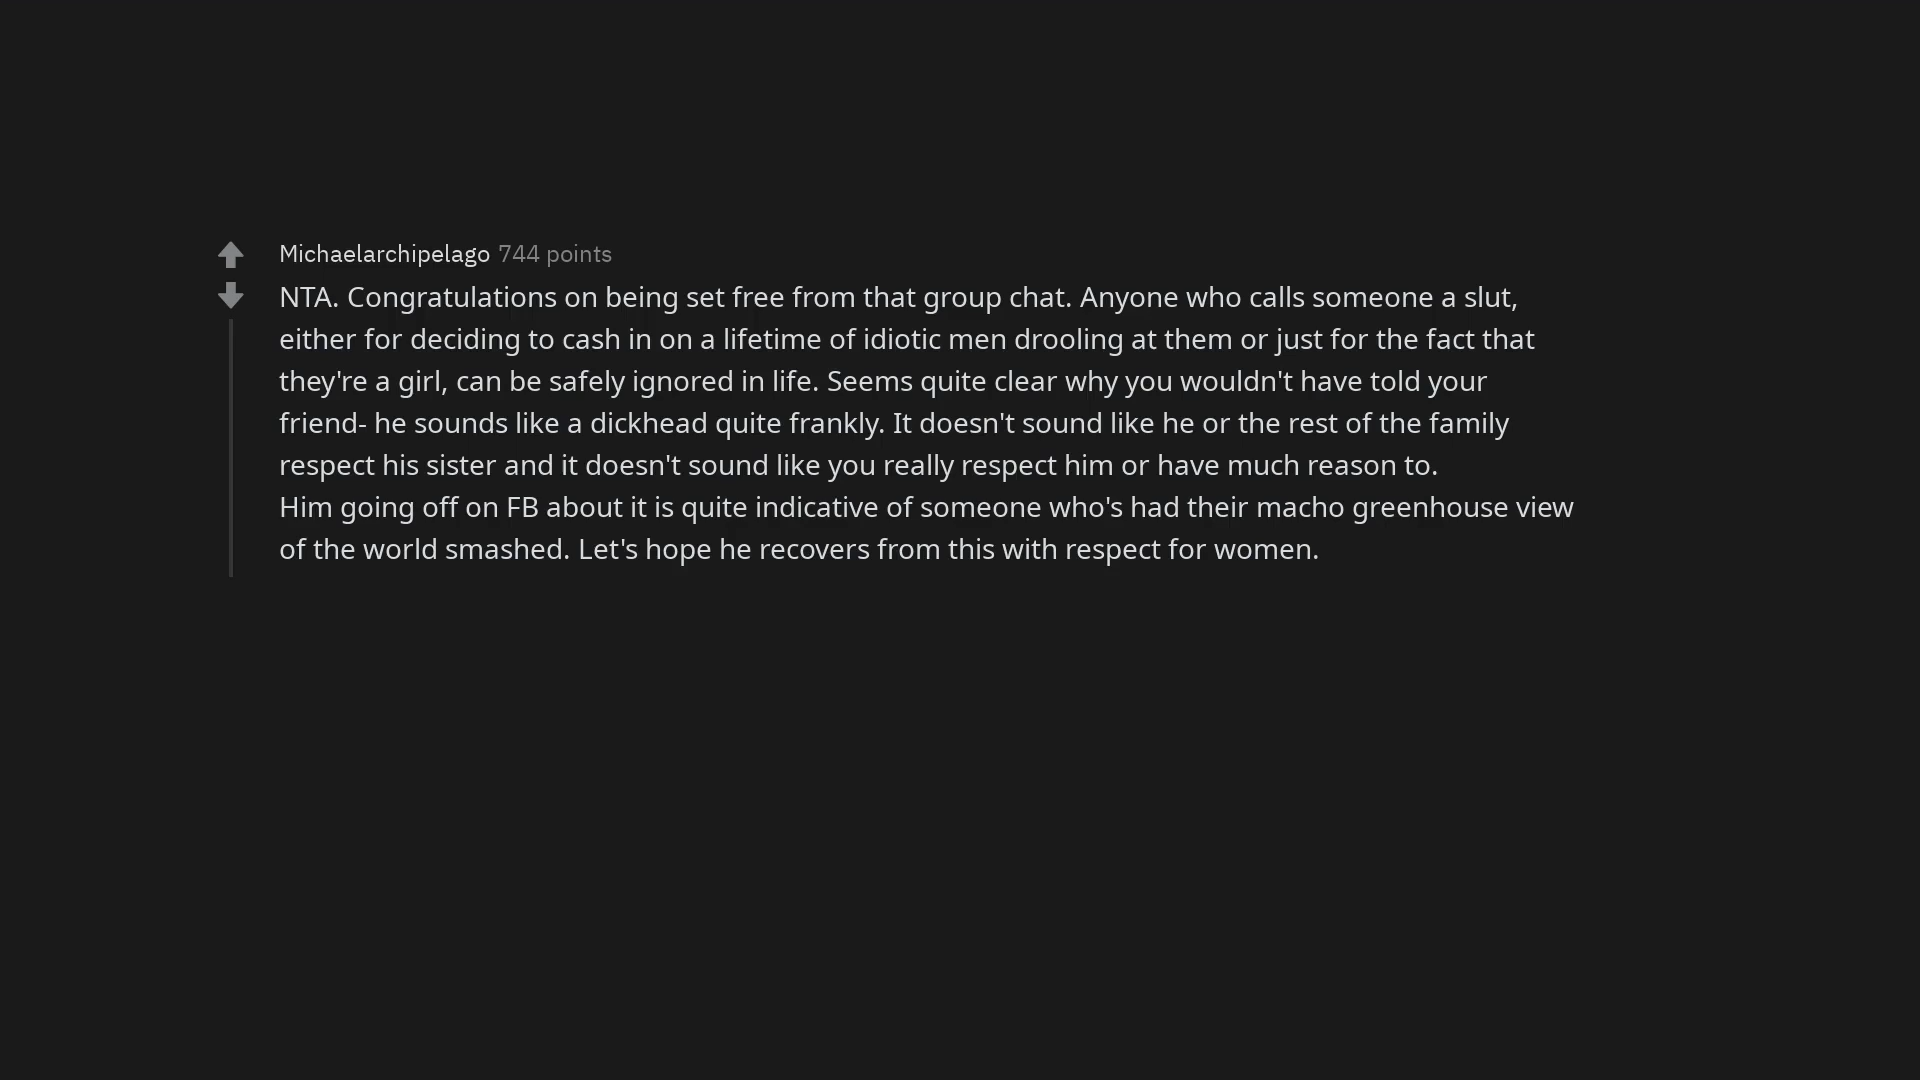 Michaelarchipelago 744 points
NTA. Congratulations on being set free from that group chat. Anyone who calls someone a slut,
either for deciding to cash in on a lifetime of idiotic men drooling at them or just for the fact that
they're a girl, can be safely ignored in life. Seems quite clear why you wouldn't have told your
friend- he sounds like a dickhead quite frankly. It doesn't sound like he or the rest of the family
respect his sister and it doesn't sound like you really respect him or have much reason to.
Him going off on FB about it is quite indicative of someone who's had their macho greenhouse view
of the world smashed. Let's hope he recovers from this with respect for women.